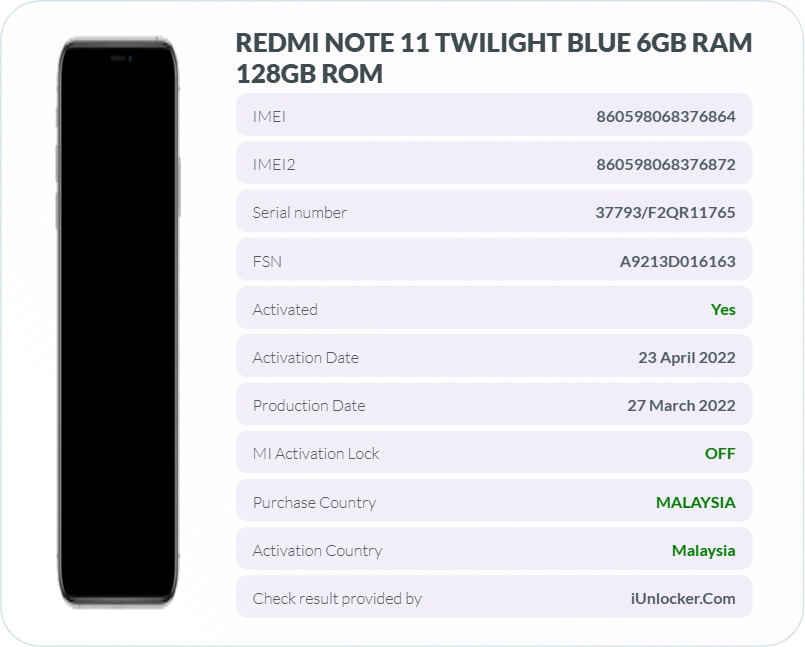 REDMI NOTE 11 TWILIGHT BLUE 6GB RAM
128GB ROM
IMEI 860598068376864
IMEI2 860598068376872
Serial number 37793/F2QR11765
FSN A9213D016163
Activated Yes
Activation Date 23 April 2022
Production Date 27 March 2022
MI Activation Lock OFF
Purchase Country MALAYSIA
Activation Country Malaysia
Check result provided by iUnlocker.Com